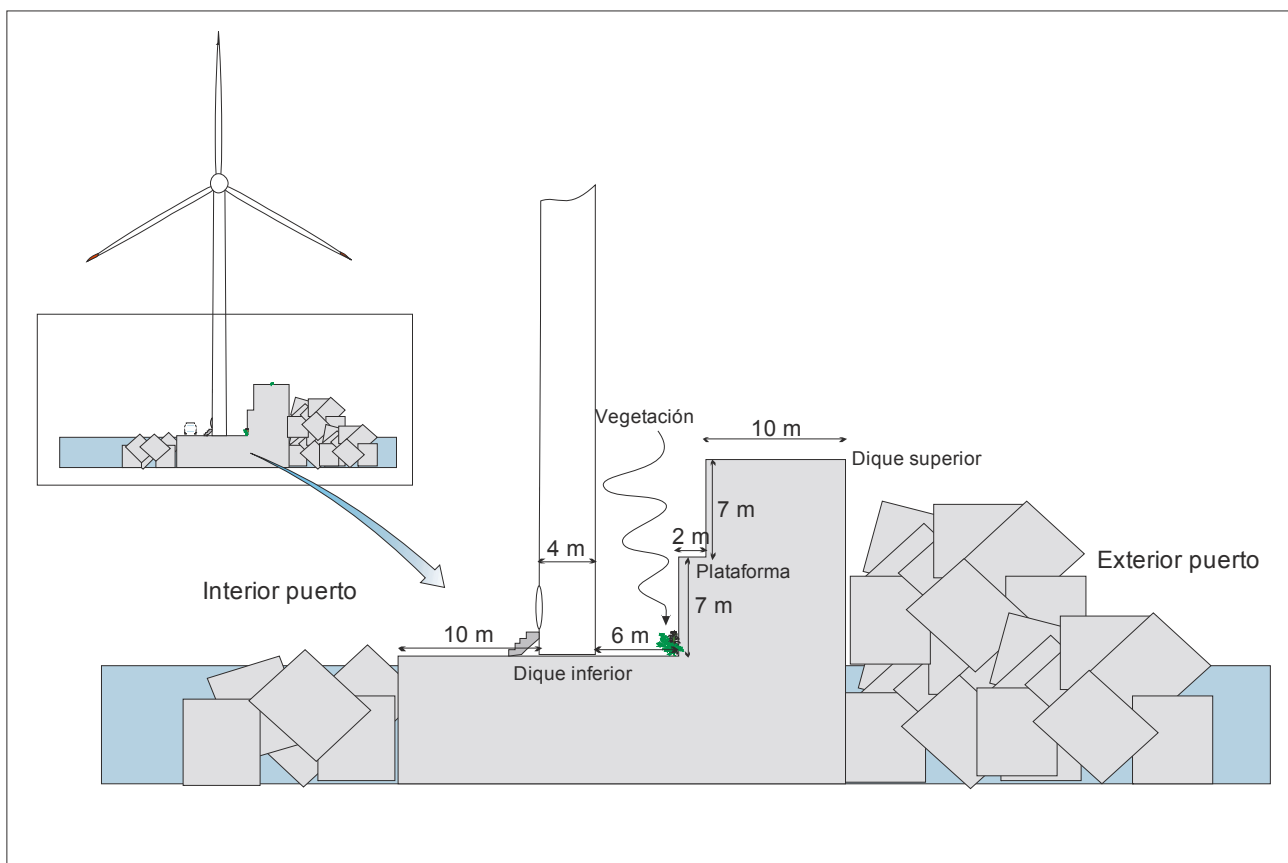 Vegetación
10 m
Dique superior
7 m
2 m
4 m
Plataforma
Exterior puerto
Interior puerto
7 m
10 m
6 m
Dique inferior